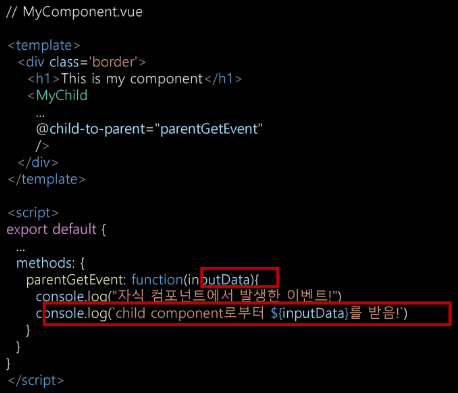 // MyComponent.vue
<template>
<div class='border'>
<h1>This is my component</h1>
<MyChild
...
@child-to-parent="parentGetEvent"
/>
</div>
</template>
<script>
export default {
...
methods: {
parentGetEvent: function(inputData){
console.log("자식 컴포넌트에서 발생한 이벤트!")
console.log(`child component로부터 ${inputData}를 받음!`)
}
}
}
</script>